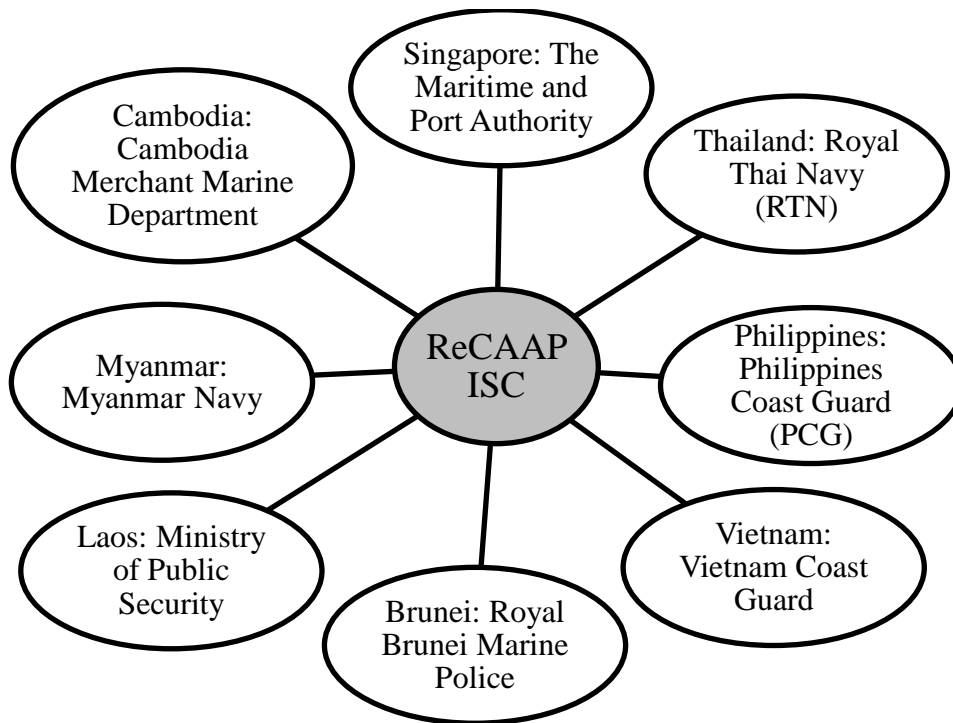 Singapore: The
Maritime and
Port Authority
Cambodia:
Cambodia
Merchant Marine
Department
Thailand: Royal
Thai Navy
(RTN)
ReCAAP
ISC
Myanmar:
Myanmar Navy
Philippines:
Philippines
Coast Guard
(PCG)
Laos: Ministry
of Public
Security
Vietnam:
Vietnam Coast
Guard
Brunei: Royal
Brunei Marine
Police